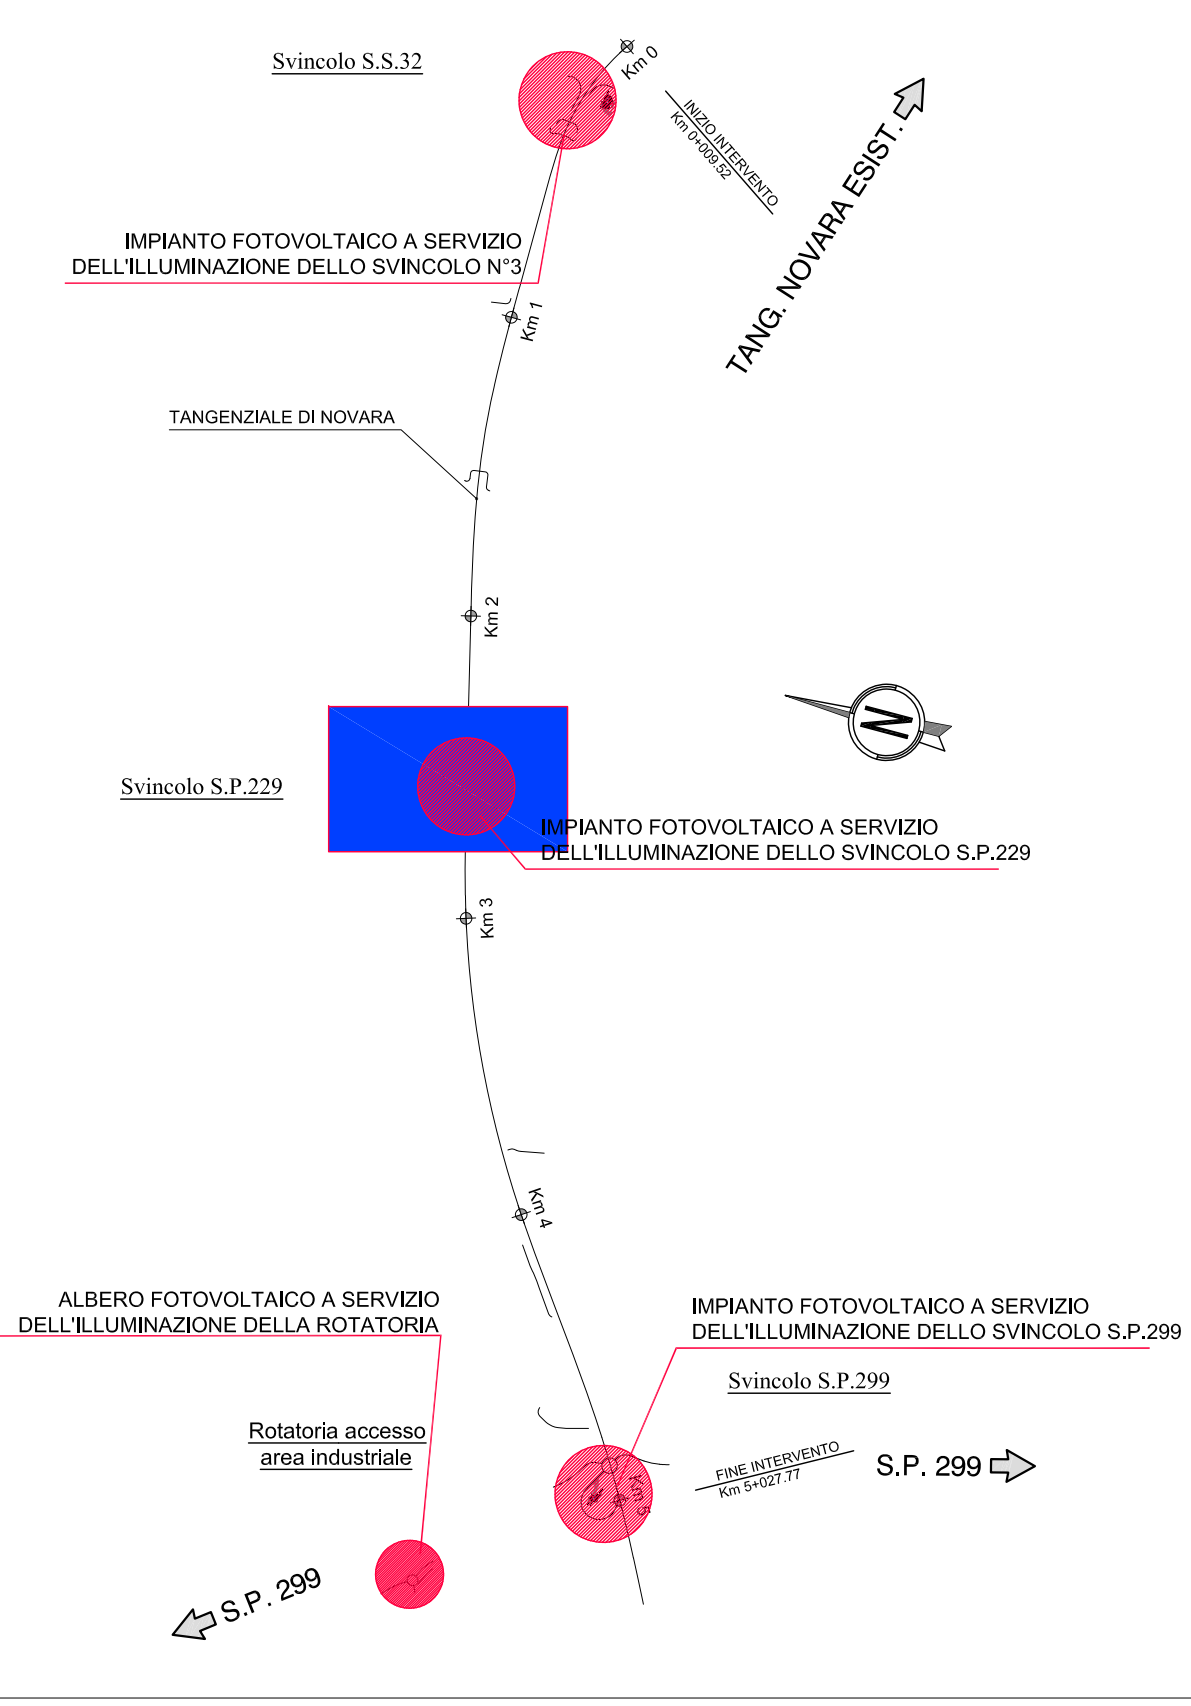 Svincolo S.S.32
Km 0
INIZIO INTERVENTO
Km 0+009.52
TANG. NOVARA ESIST.
IMPIANTO FOTOVOLTAICO A SERVIZIO
DELL'ILLUMINAZIONE DELLO SVINCOLO N°3
Km 1
TANGENZIALE DI NOVARA
Km 2
N
Svincolo S.P.229
IMPIANTO FOTOVOLTAICO A SERVIZIO
DELL'ILLUMINAZIONE DELLO SVINCOLO S.P.229
Km 3
Km 4
ALBERO FOTOVOLTAICO A SERVIZIO
DELL'ILLUMINAZIONE DELLA ROTATORIA
IMPIANTO FOTOVOLTAICO A SERVIZIO
DELL'ILLUMINAZIONE DELLO SVINCOLO S.P.299
Svincolo S.P.299
Rotatoria accesso
area industriale
FINE INTERVENTO
Km 5+027.77
S.P. 299
Km 5
S.P. 299